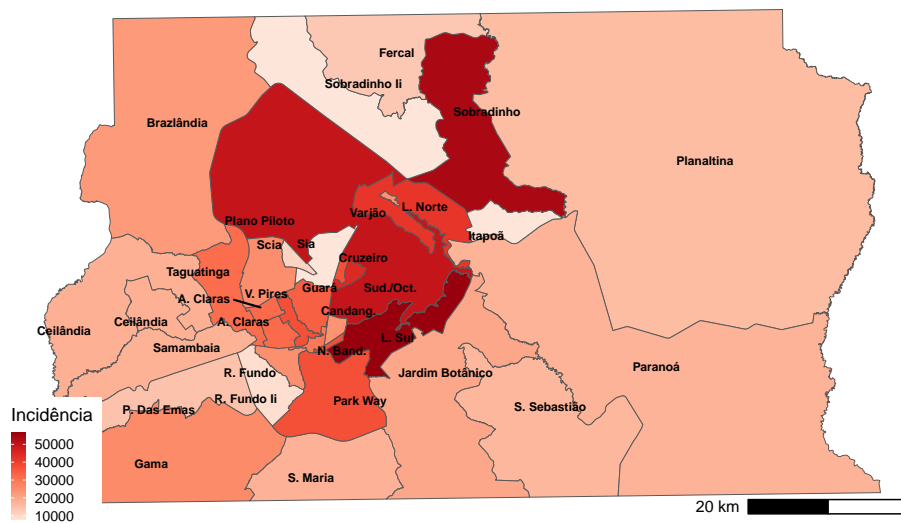 Fercal
Sobradinho Ii
Sobradinho
Brazlândia
Planaltina
L. Norte
Varjão
Plano Piloto
Itapoã
Scia
Sia
Cruzeiro
Taguatinga
Guará
Sud./Oct.
V. Pires
A. Claras
Candang.
A. Claras
Ceilândia
Ceilândia
L. Sul
Samambaia
N. Band.
Paranoá
R. Fundo
Jardim Botânico
R. Fundo Ii
Park Way
P. Das Emas
S. Sebastião
Gama
S. Maria
Incidência
50000
40000
30000
20000
10000
20 km